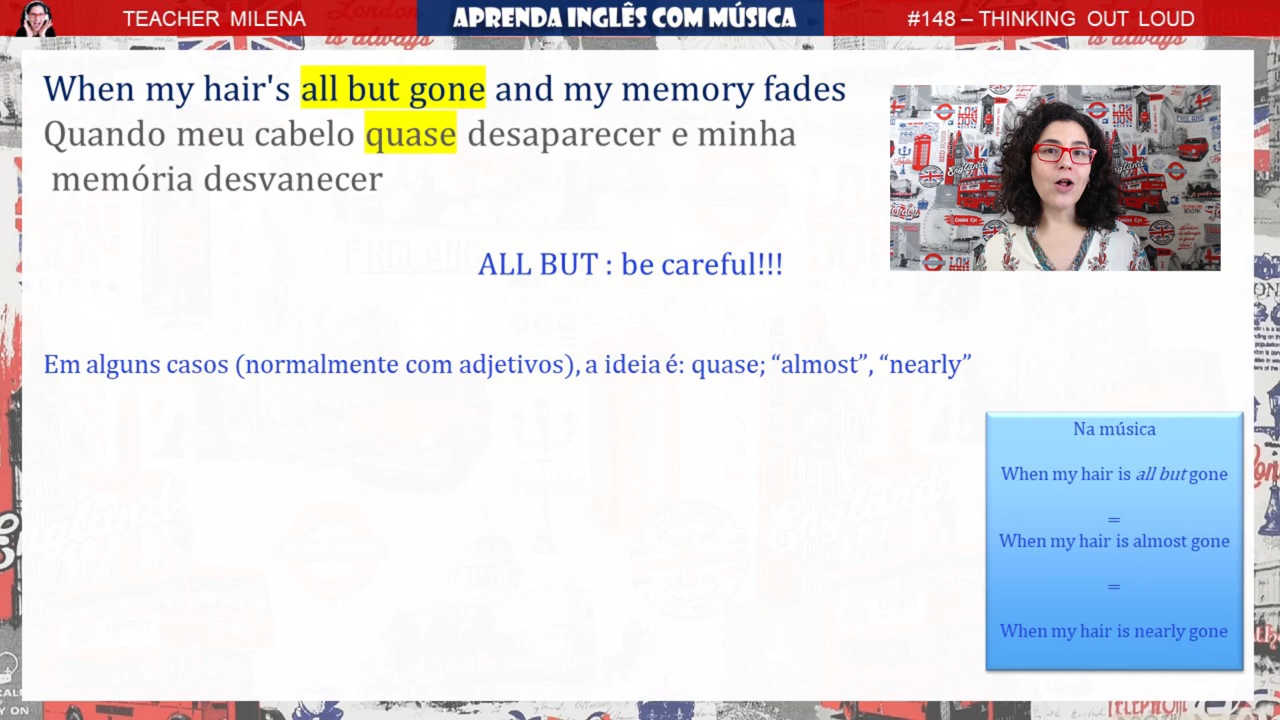 TEACHER MILENA
APRENDA INGLÊS COM MÚSICA
#148 – THINKING OUT LOUD
When my hair's all but gone and my memory fades
Quando meu cabelo quase desaparecer e minha
memória desvanecer
ALL BUT : be careful!!!
Em alguns casos (normalmente com adjetivos), a ideia é: quase; “almost”, “nearly”
Na música
When my hair is all but gone
=
When my hair is almost gone
=
When my hair is nearly gone